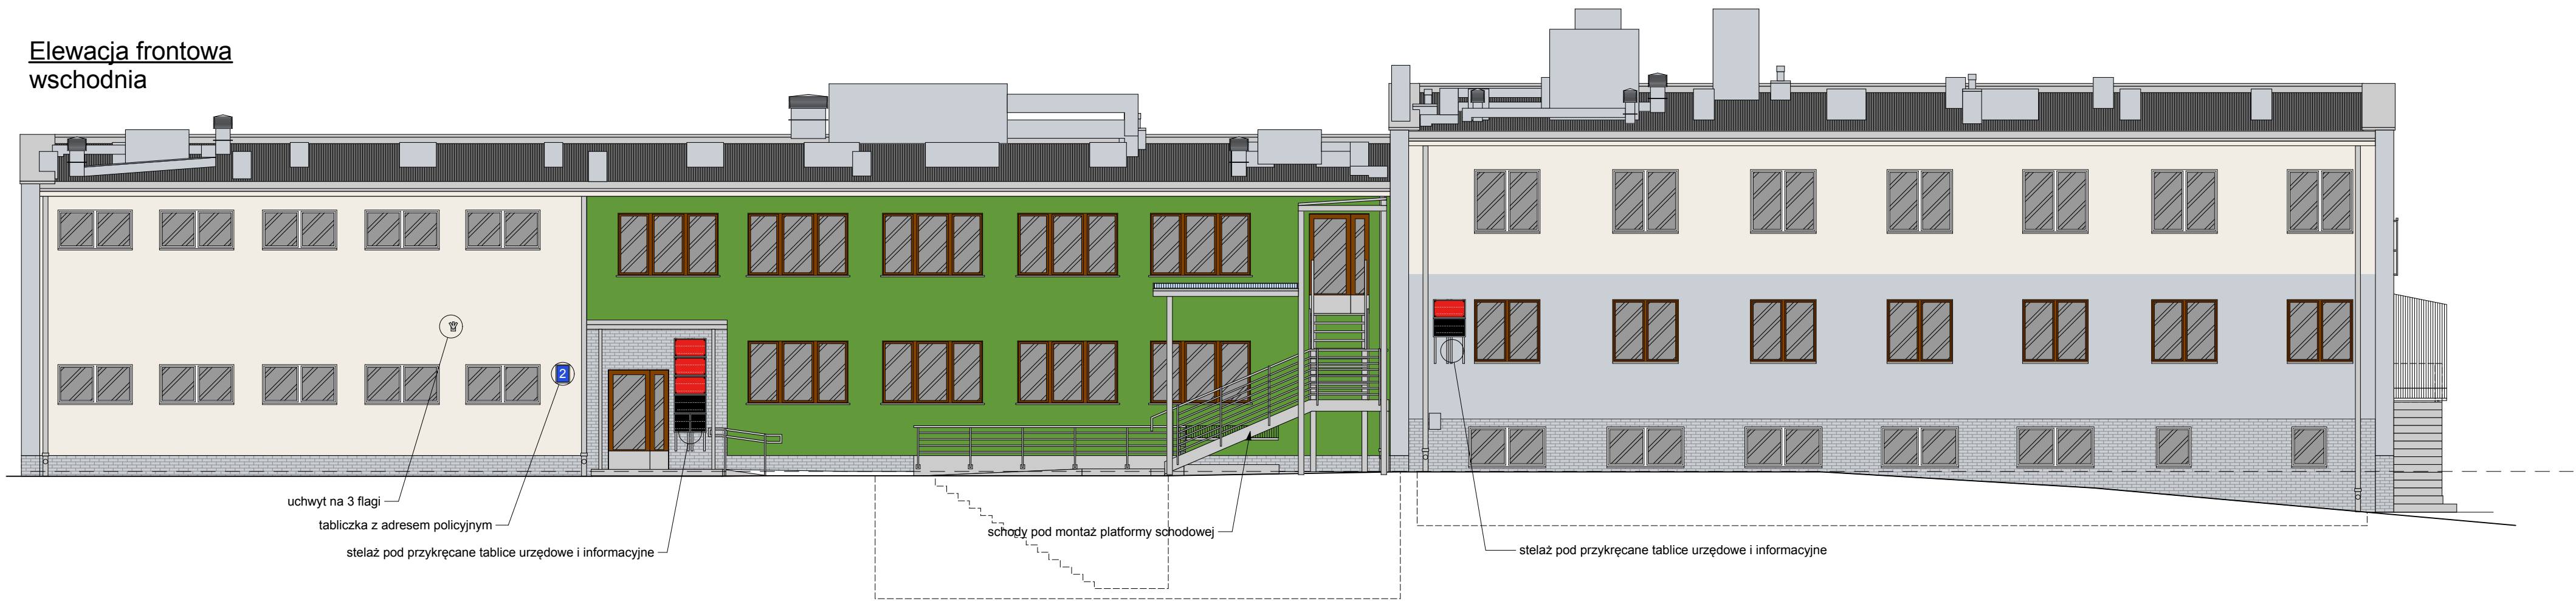 Elewacja frontowa
wschodnia
2
uchwyt na 3 flagi
tabliczka z adresem policyjnym
stelaż pod przykręcane tablice urzędowe i informacyjne
schody pod montaż platformy schodowej
stelaż pod przykręcane tablice urzędowe i informacyjne